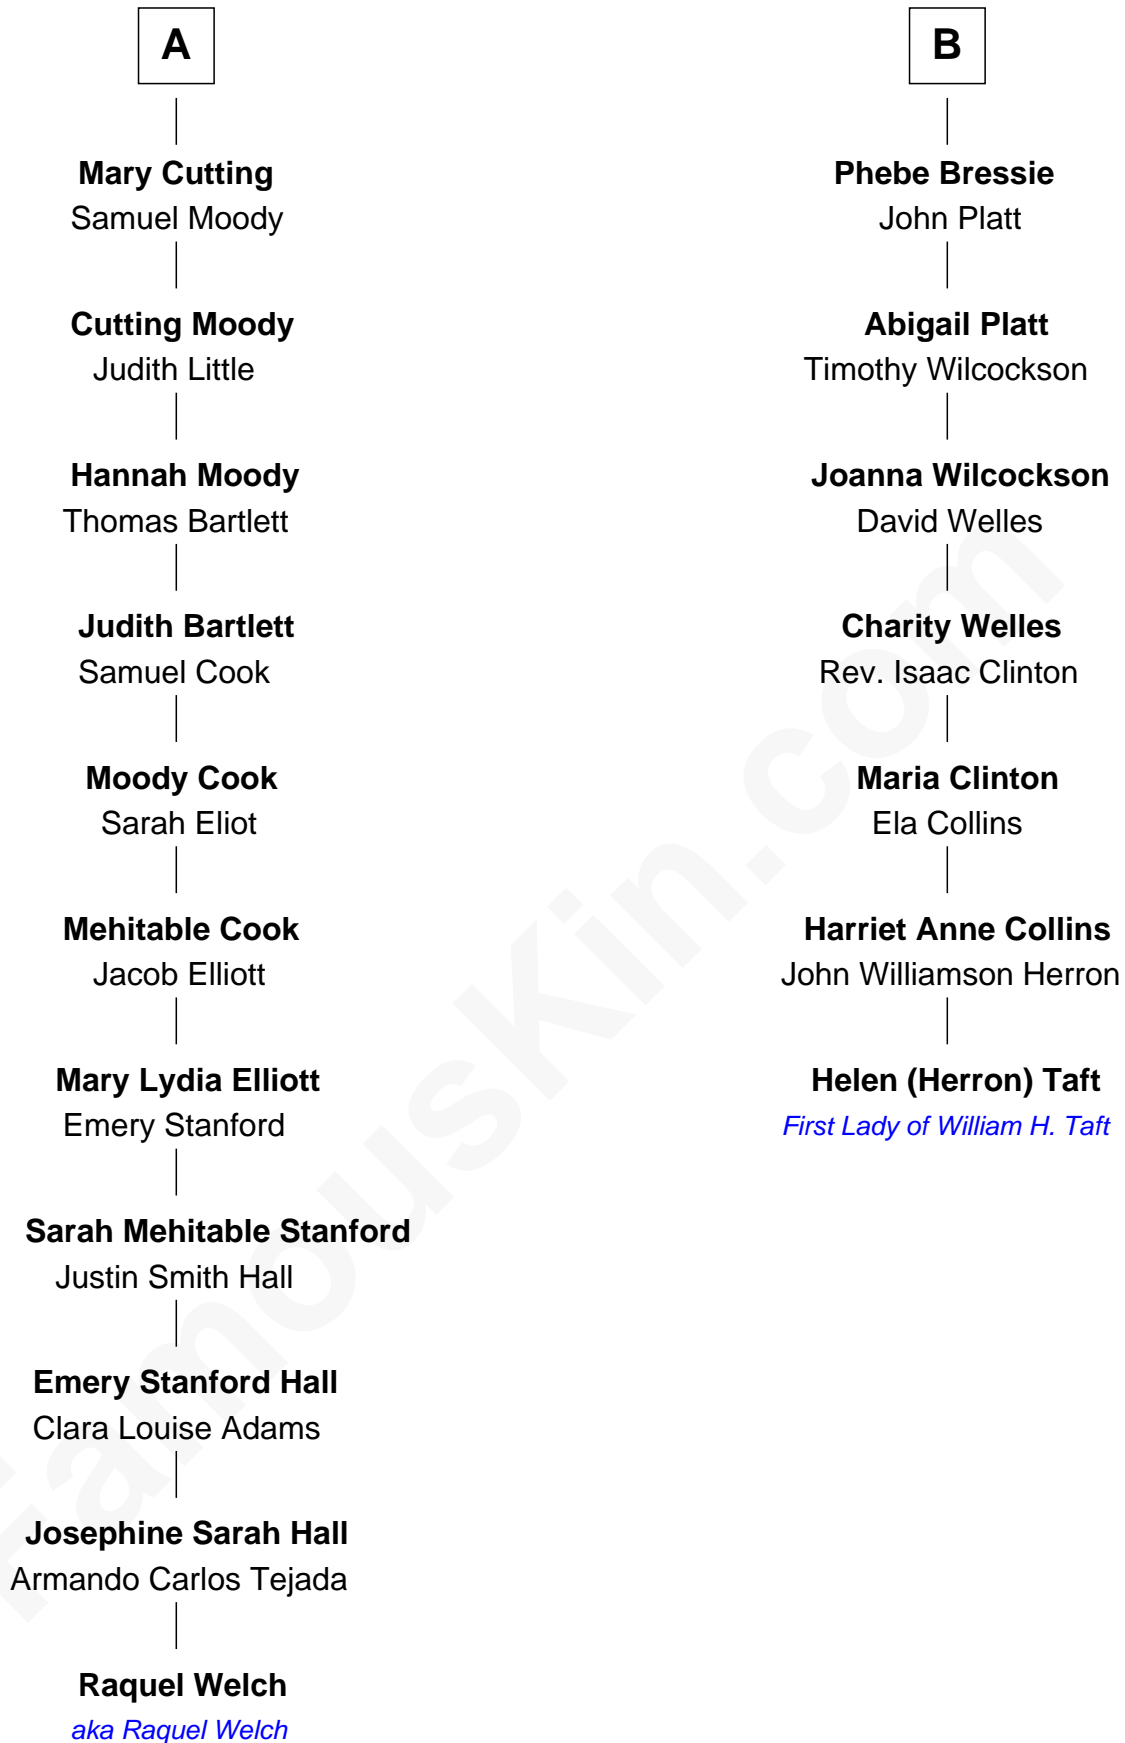 A
Mary Cutting
Samuel Moody
Cutting Moody
Judith Little
Hannah Moody
Thomas Bartlett
Judith Bartlett
Samuel Cook
Moody Cook
Sarah Eliot
Mehitable Cook
Jacob Elliott
Mary Lydia Elliott
Emery Stanford
Sarah Mehitable Stanford
Justin Smith Hall
Emery Stanford Hall
Clara Louise Adams
Josephine Sarah Hall
Armando Carlos Tejada
Raquel Welch
aka Raquel Welch
B
Phebe Bressie
John Platt
Abigail Platt
Timothy Wilcockson
Joanna Wilcockson
David Welles
Charity Welles
Rev. Isaac Clinton
Maria Clinton
Ela Collins
Harriet Anne Collins
John Williamson Herron
Helen (Herron) Taft
First Lady of William H. Taft
FamousKin.com